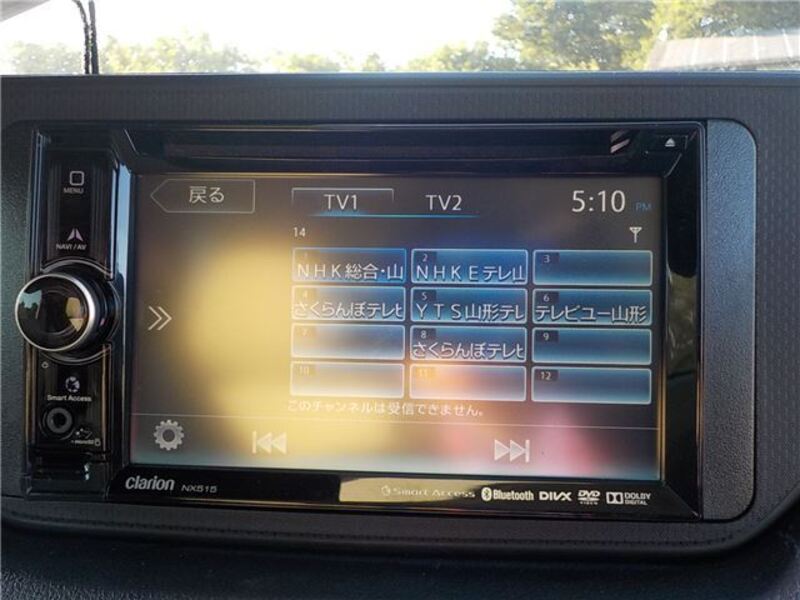 MENU
NAVI / AV
Smart Access
microSD
戻る TV1 TV2 5:10 PM
14
1 NHK総合・山 2 NHKEテレ山 3
4 さくらんぼテレビ 5 YTS山形テレ 6 テレビュー山形
7 8 さくらんぼテレビ 9
10 11 12
このチャンネルは受信できません。
clarion NX515 Smart Access Bluetooth DIVX DVD VIDEO DOLBY DIGITAL